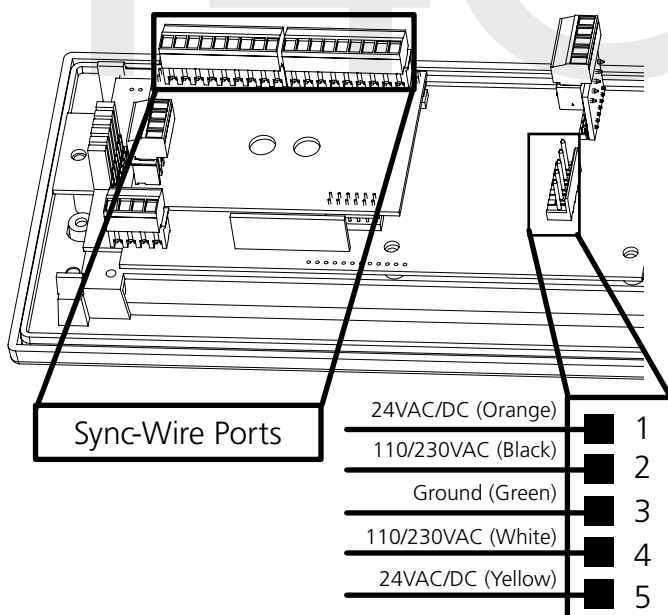 Sync-Wire Ports
24VAC/DC (Orange) 1
110/230VAC (Black) 2
Ground (Green) 3
110/230VAC (White) 4
24VAC/DC (Yellow) 5